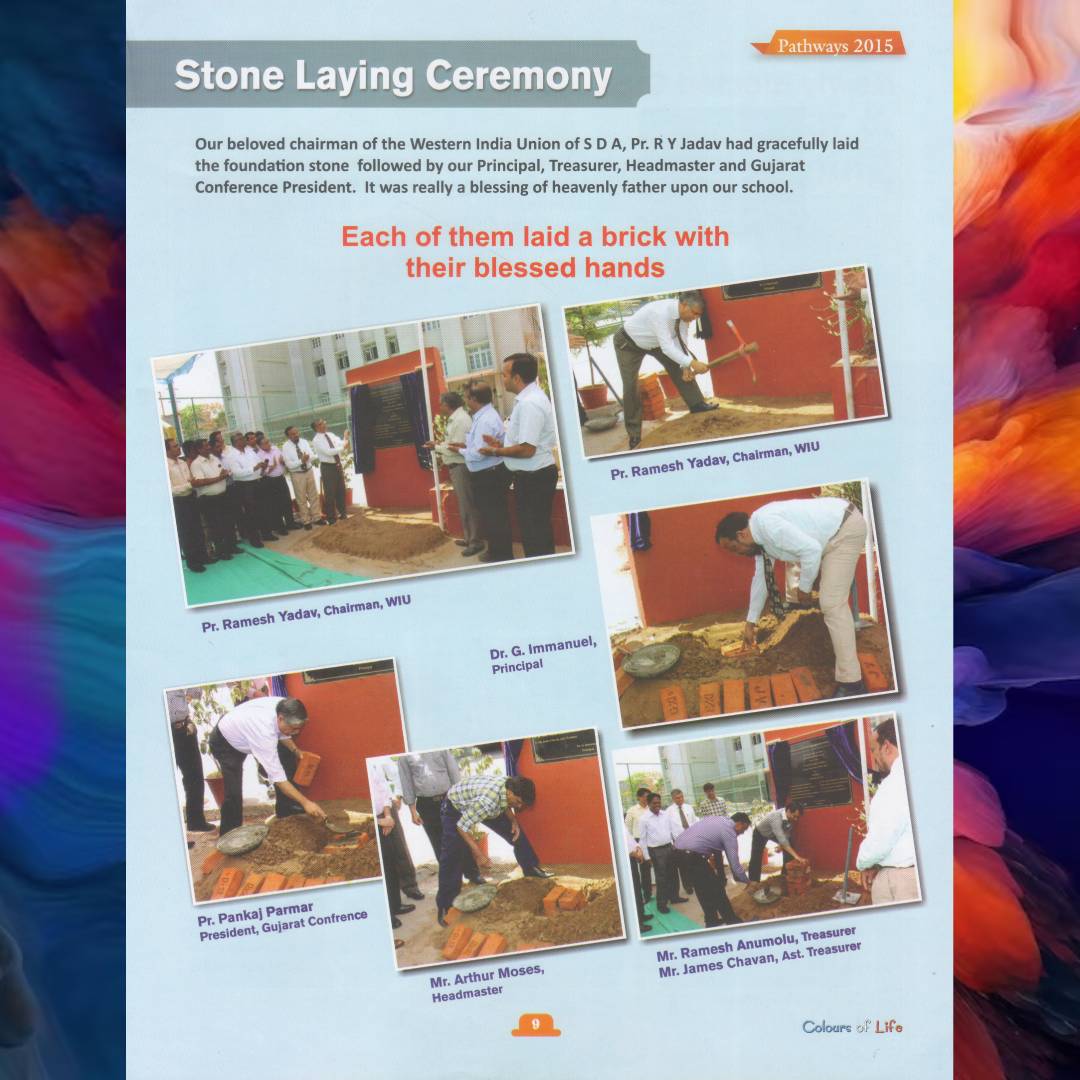 Pathways 2015
Stone Laying Ceremony
Our beloved chairman of the Western India Union of S D A, Pr. R Y Jadav had gracefully laid
the foundation stone followed by our Principal, Treasurer, Headmaster and Gujarat
Conference President. It was really a blessing of heavenly father upon our school.
Each of them laid a brick with
their blessed hands
Pr. Ramesh Yadav, Chairman, WIU
Pr. Ramesh Yadav, Chairman, WIU
Dr. G. Immanuel,
Principal
Pr. Pankaj Parmar
President, Gujarat Confrence
Mr. Arthur Moses,
Headmaster
Mr. Ramesh Anumolu, Treasurer
Mr. James Chavan, Ast. Treasurer
9
Colours of Life